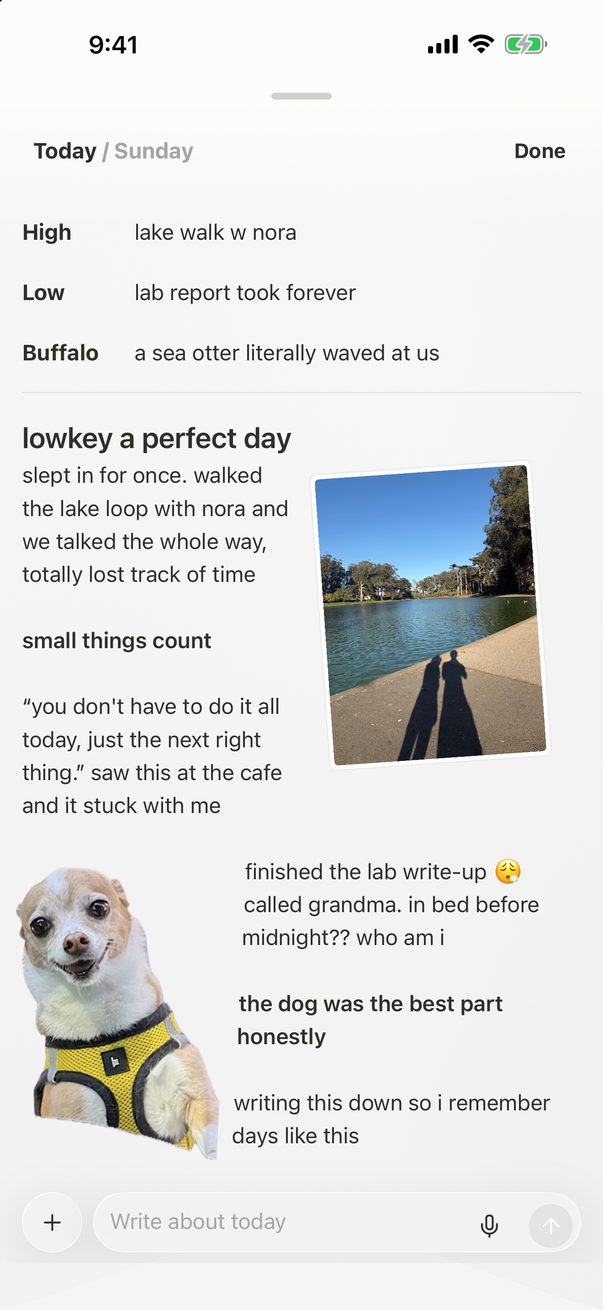 9:41
Today / Sunday
Done
High lake walk w nora
Low lab report took forever
Buffalo a sea otter literally waved at us
lowkey a perfect day
slept in for once. walked
the lake loop with nora and
we talked the whole way,
totally lost track of time
small things count
“you don't have to do it all
today, just the next right
thing.” saw this at the cafe
and it stuck with me
finished the lab write-up 😮‍💨
called grandma. in bed before
midnight?? who am i
the dog was the best part
honestly
writing this down so i remember
days like this
Write about today